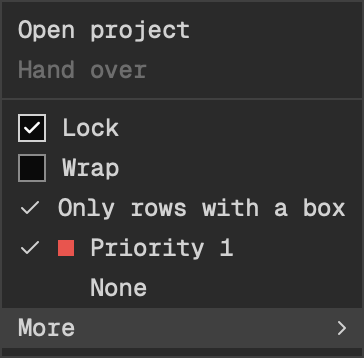 Open project
Hand over
Lock
Wrap
Only rows with a box
Priority 1
None
More